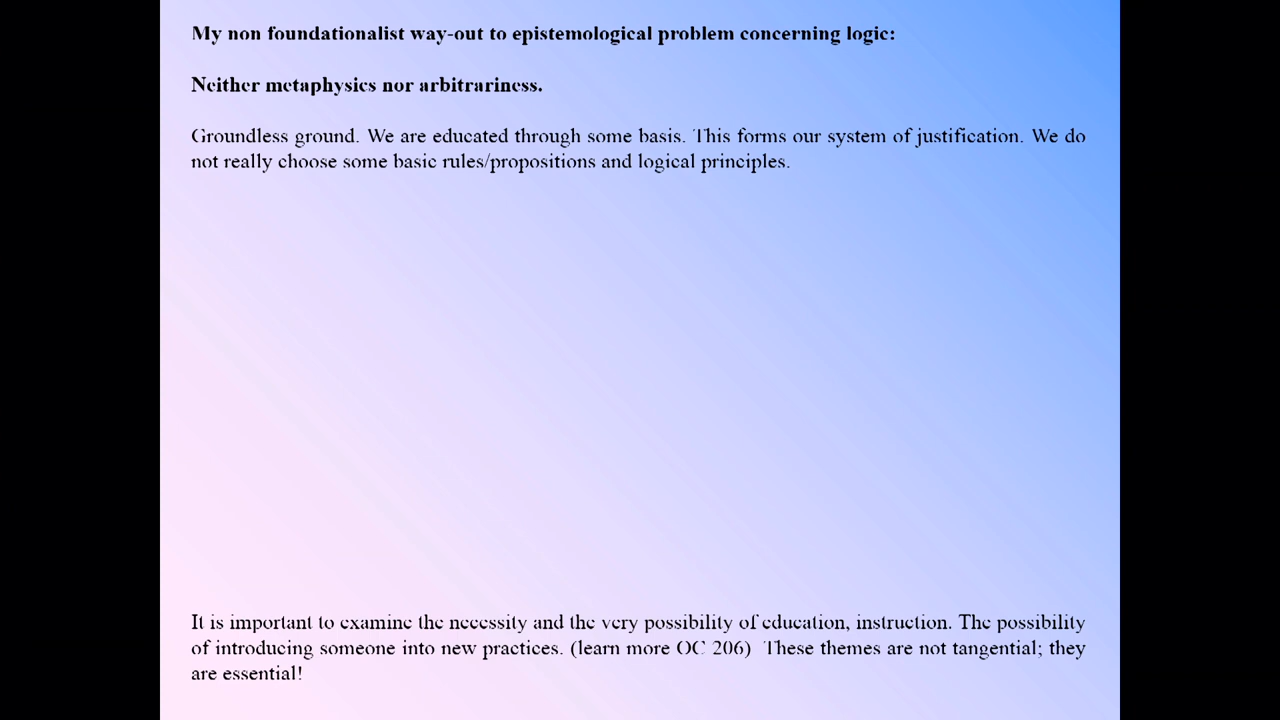 My non foundationalist way-out to epistemological problem concerning logic:
Neither metaphysics nor arbitrariness.
Groundless ground. We are educated through some basis. This forms our system of justification. We do
not really choose some basic rules/propositions and logical principles.
It is important to examine the necessity and the very possibility of education, instruction. The possibility
of introducing someone into new practices. (learn more OC 206) These themes are not tangential; they
are essential!